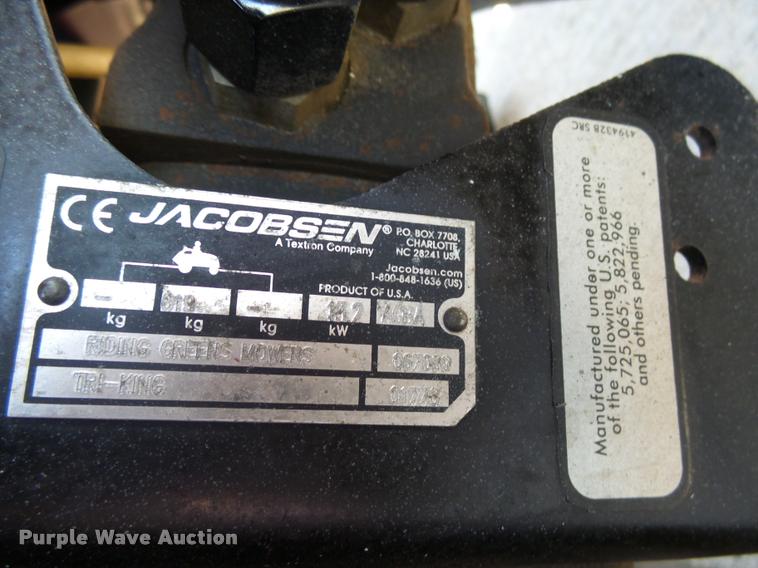 CE JACOBSEN®
A Textron Company
P.O. BOX 7708,
CHARLOTTE,
NC 28241 USA
Jacobsen.com
1-800-848-1636 (US)
PRODUCT OF U.S.A.
kg kg kg kW
RIDING GREENS MOWERS
TRI-KING
4194328 SRC
Manufactured under one or more
of the following U.S. patents:
5,725,065; 5,822,966
and others pending.
Purple Wave Auction